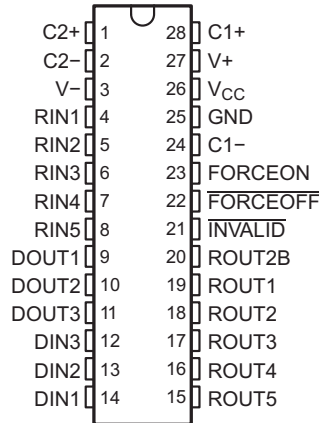 C2+ 1 28 C1+
C2− 2 27 V+
V− 3 26 VCC
RIN1 4 25 GND
RIN2 5 24 C1−
RIN3 6 23 FORCEON
RIN4 7 22 FORCEOFF
RIN5 8 21 INVALID
DOUT1 9 20 ROUT2B
DOUT2 10 19 ROUT1
DOUT3 11 18 ROUT2
DIN3 12 17 ROUT3
DIN2 13 16 ROUT4
DIN1 14 15 ROUT5